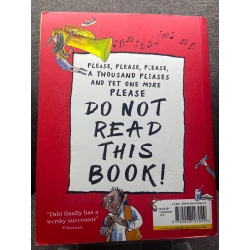 PLEASE, PLEASE, PLEASE,
A THOUSAND PLEASES
AND YET ONE MORE
PLEASE
DO NOT
READ
THIS
BOOK!
"Dahl finally has a
worthy successor"